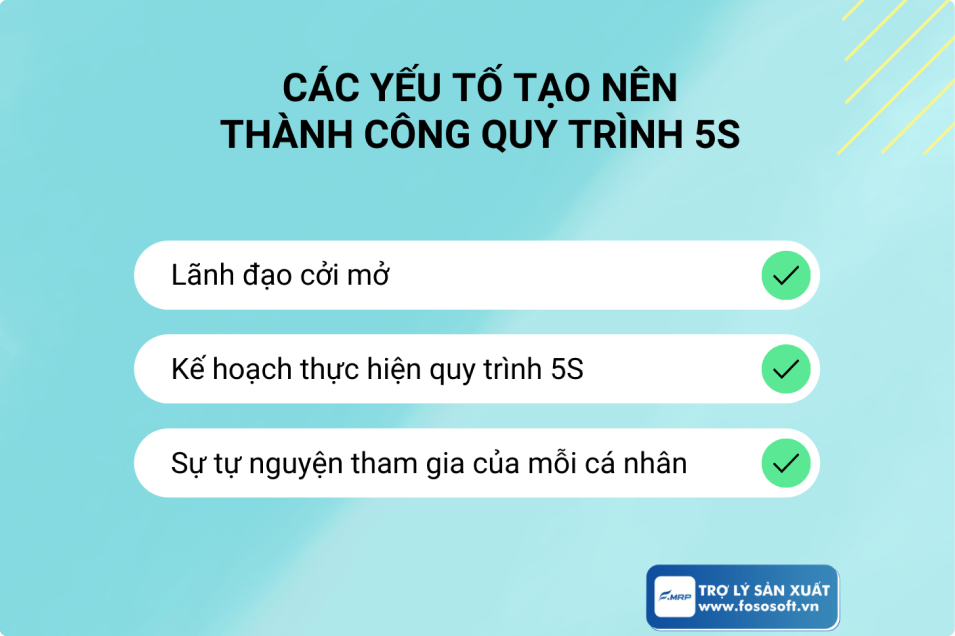 CÁC YẾU TỐ TẠO NÊN
THÀNH CÔNG QUY TRÌNH 5S
Lãnh đạo cởi mở
Kế hoạch thực hiện quy trình 5S
Sự tự nguyện tham gia của mỗi cá nhân
F.MRP
TRỢ LÝ SẢN XUẤT
www.fososoft.vn